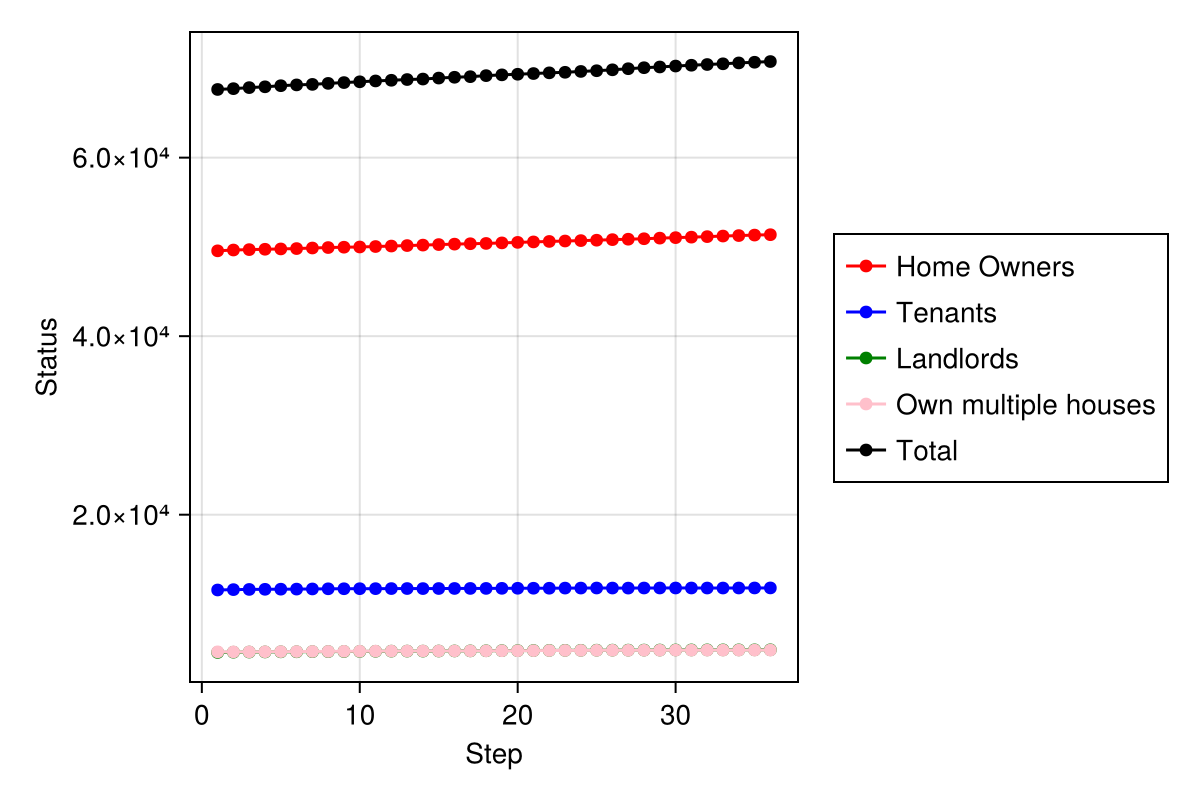 6.0×10⁴
4.0×10⁴
2.0×10⁴
Status
0 10 20 30
Step
Home Owners
Tenants
Landlords
Own multiple houses
Total